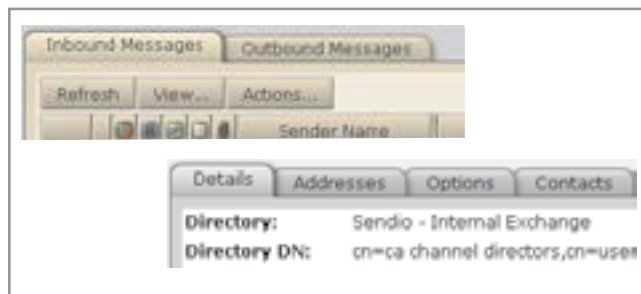 Inbound Messages Outbound Messages
Refresh View... Actions...
Sender Name
Details Addresses Options Contacts
Directory: Sendio - Internal Exchange
Directory DN: cn=ca channel directors,cn=user